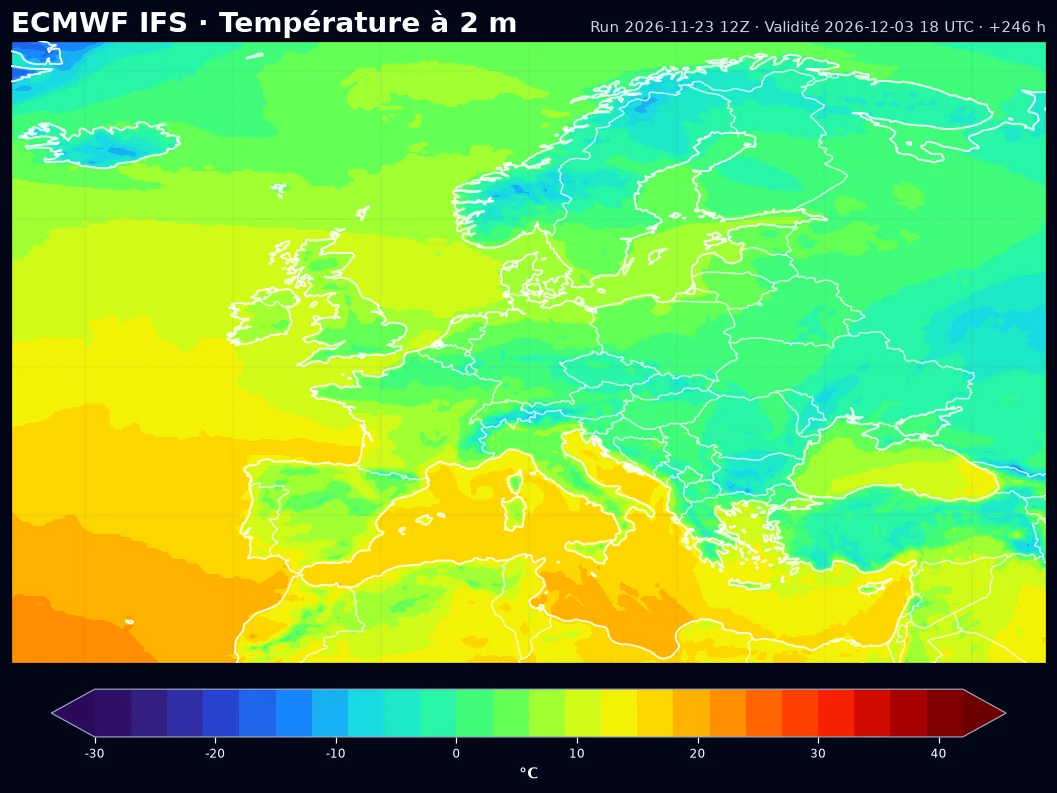 ECMWF IFS · Température à 2 m
Run 2026-11-23 12Z · Validité 2026-12-03 18 UTC · +246 h
-30 -20 -10 0 10 20 30 40
°C